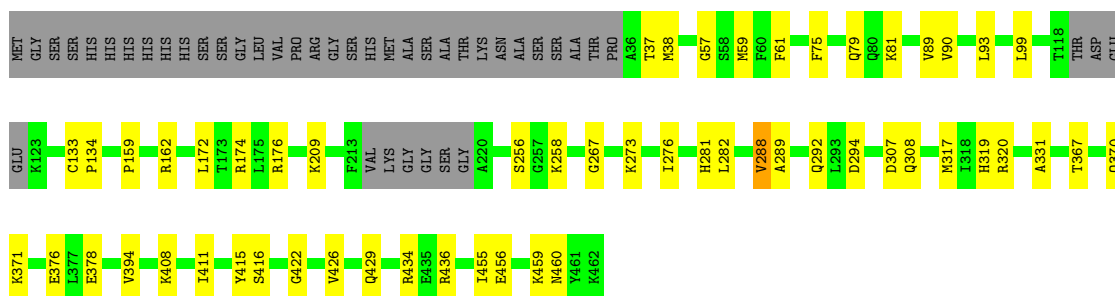 MET GLY SER SER HIS HIS HIS HIS HIS HIS SER SER GLY LEU VAL PRO ARG GLY SER HIS MET ALA SER ALA THR LYS ASN ALA SER SER ALA THR PRO A36 T37 M38 G57 S58 M59 F60 F61 F75 Q79 Q80 K81 V89 V90 L93 L99 T118 THR ASP GLU
GLU K123 C133 P134 P159 R162 L172 T173 R174 L175 R176 K209 F213 VAL LYS GLY GLY SER GLY A220 S256 G257 K258 G267 K273 I276 H281 L282 V288 A289 Q292 L293 D294 D307 Q308 M317 I318 H319 R320 A331 T367
K371 E376 L377 E378 V394 K408 I411 Y415 S416 G422 V426 Q429 R434 E435 R436 I455 E456 K459 N460 Y461 K462